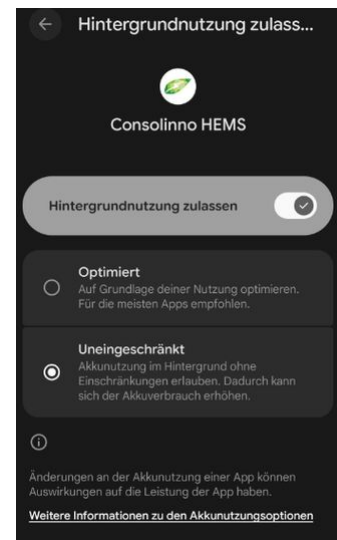 Hintergrundnutzung zulass...
Consolinno HEMS
Hintergrundnutzung zulassen
Optimiert
Auf Grundlage deiner Nutzung optimieren.
Für die meisten Apps empfohlen.
Uneingeschränkt
Akkunutzung im Hintergrund ohne
Einschränkungen erlauben. Dadurch kann
sich der Akkuverbrauch erhöhen.
Änderungen an der Akkunutzung einer App können
Auswirkungen auf die Leistung der App haben.
Weitere Informationen zu den Akkunutzungsoptionen